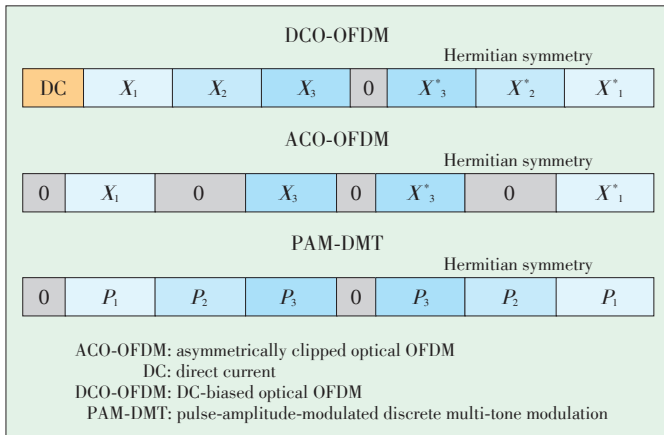 DCO-OFDM
Hermitian symmetry
DC X₁ X₂ X₃ 0 X*₃ X*₂ X*₁
ACO-OFDM
Hermitian symmetry
0 X₁ 0 X₃ 0 X*₃ 0 X*₁
PAM-DMT
Hermitian symmetry
0 P₁ P₂ P₃ 0 P₃ P₂ P₁
ACO-OFDM: asymmetrically clipped optical OFDM
DC: direct current
DCO-OFDM: DC-biased optical OFDM
PAM-DMT: pulse-amplitude-modulated discrete multi-tone modulation